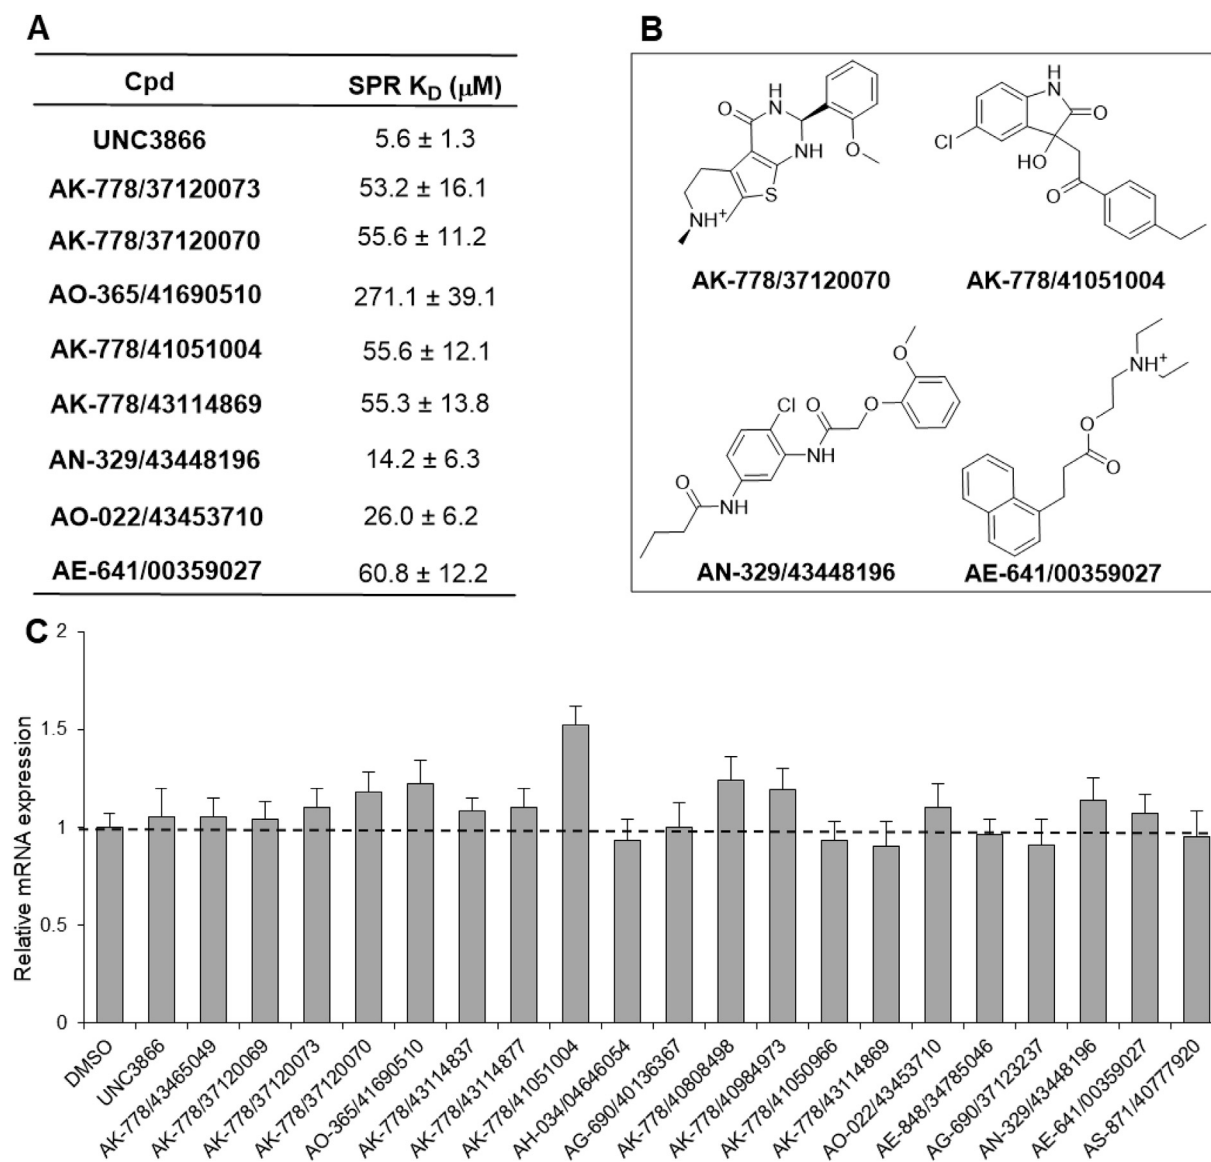 A
Cpd SPR KD (μM)
UNC3866 5.6 ± 1.3
AK-778/37120073 53.2 ± 16.1
AK-778/37120070 55.6 ± 11.2
AO-365/41690510 271.1 ± 39.1
AK-778/41051004 55.6 ± 12.1
AK-778/43114869 55.3 ± 13.8
AN-329/43448196 14.2 ± 6.3
AO-022/43453710 26.0 ± 6.2
AE-641/00359027 60.8 ± 12.2
B
H
N
O
NH
NH
O
S
NH+
AK-778/37120070
H
N
O
Cl
HO
O
AK-778/41051004
O
Cl
O
O
NH
O
NH
AN-329/43448196
NH+
O
O
AE-641/00359027
C
Relative mRNA expression
2
1.5
1
0.5
0
DMSO
UNC3866
AK-778/43465049
AK-778/37120069
AK-778/37120073
AK-778/37120070
AO-365/41690510
AK-778/43114837
AK-778/43114877
AK-778/41051004
AH-034/04646054
AG-690/40136367
AK-778/40808498
AK-778/40984973
AK-778/41050966
AK-778/43114869
AO-022/43453710
AE-848/34785046
AG-690/37123237
AN-329/43448196
AE-641/00359027
AS-871/40777920